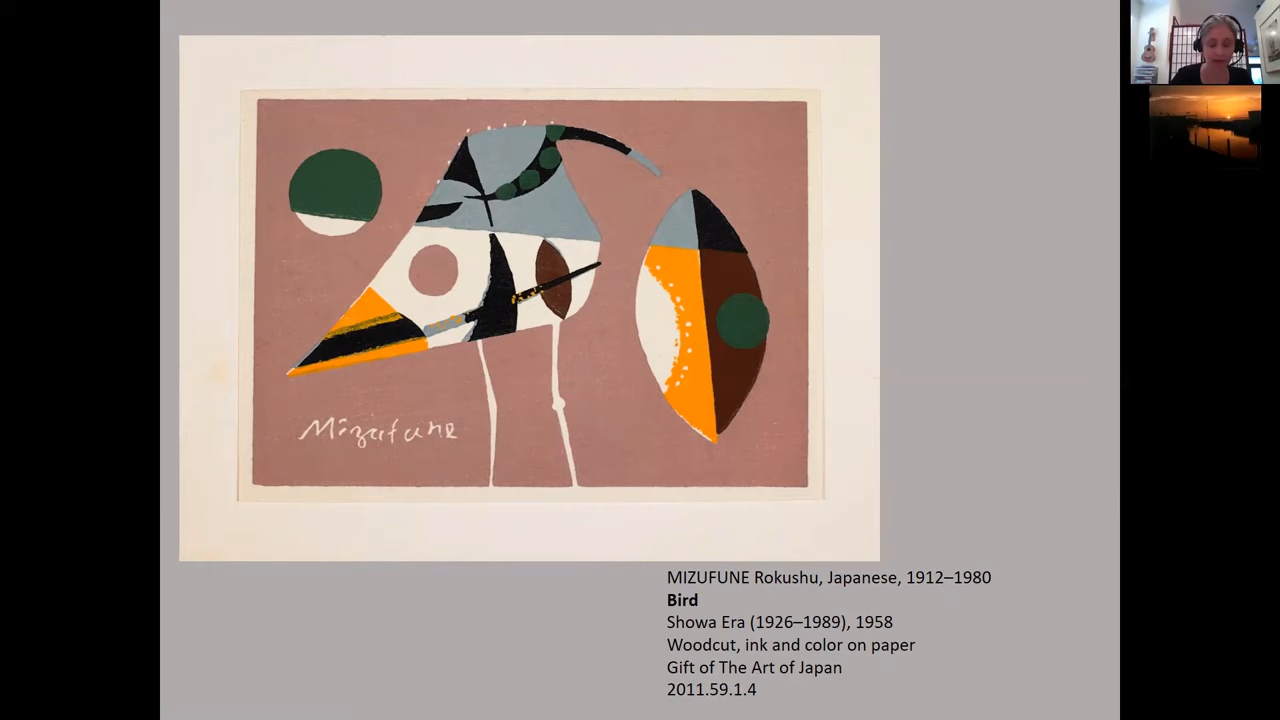 Mizufune
MIZUFUNE Rokushu, Japanese, 1912–1980
Bird
Showa Era (1926–1989), 1958
Woodcut, ink and color on paper
Gift of The Art of Japan
2011.59.1.4